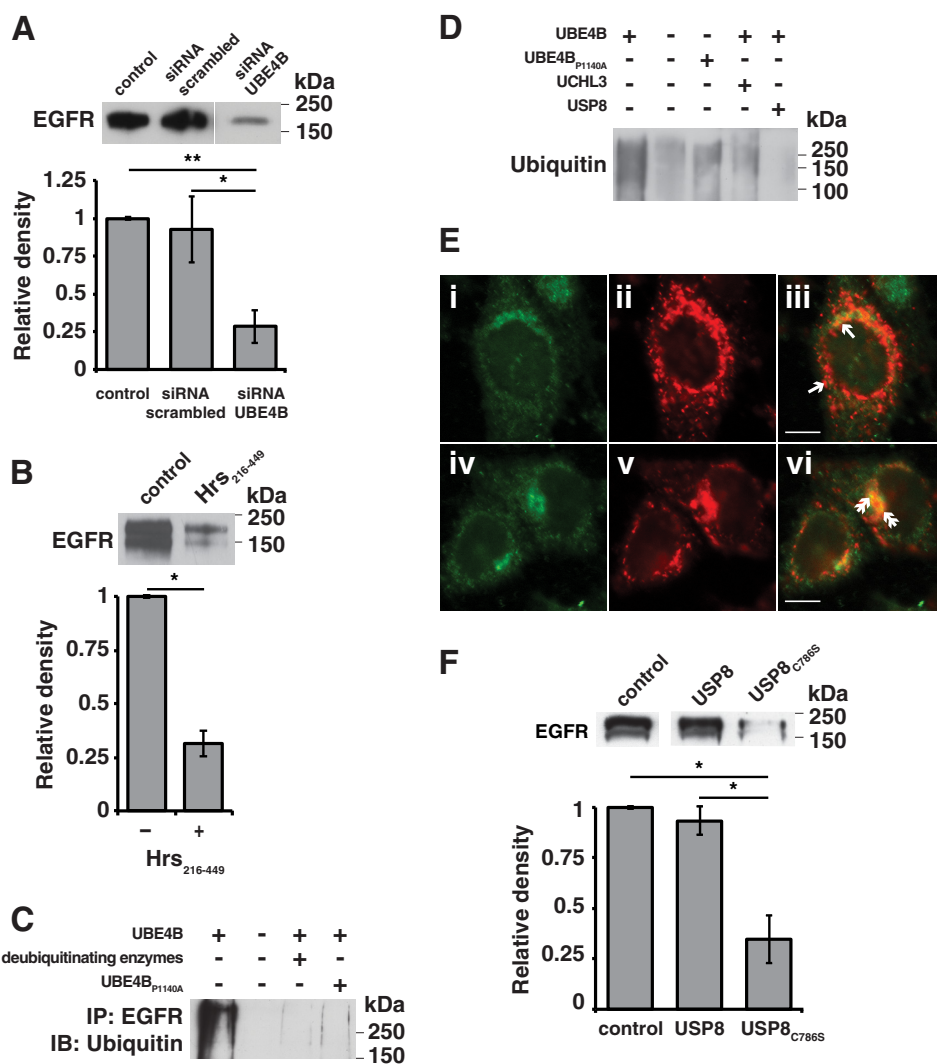 A
control
siRNA scrambled
siRNA UBE4B
kDa
EGFR
250
150
**
*
1.25
1
0.75
0.5
0.25
0
Relative density
control
siRNA scrambled
siRNA UBE4B
B
control
Hrs216-449
kDa
EGFR
250
150
*
1
0.75
0.5
0.25
0
Relative density
– +
Hrs216-449
C
UBE4B + - + +
deubiquitinating enzymes - - + -
UBE4BP1140A - - - +
kDa
IP: EGFR
IB: Ubiquitin
250
150
D
UBE4B + - - + +
UBE4BP1140A - - + - -
UCHL3 - - - + -
USP8 - - - - +
kDa
Ubiquitin
250
150
100
E
i ii iii
iv v vi
F
control
USP8
USP8C786S
kDa
EGFR
250
150
*
*
1
0.75
0.5
0.25
0
Relative density
control USP8 USP8C786S